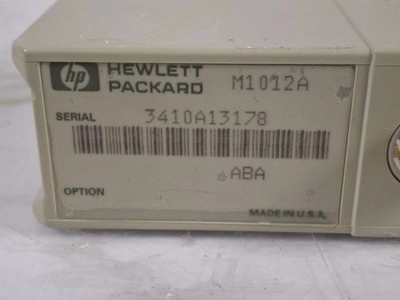 hp HEWLETT PACKARD M1012A
SERIAL 3410A13178
ABA
OPTION
MADE IN U.S.A.